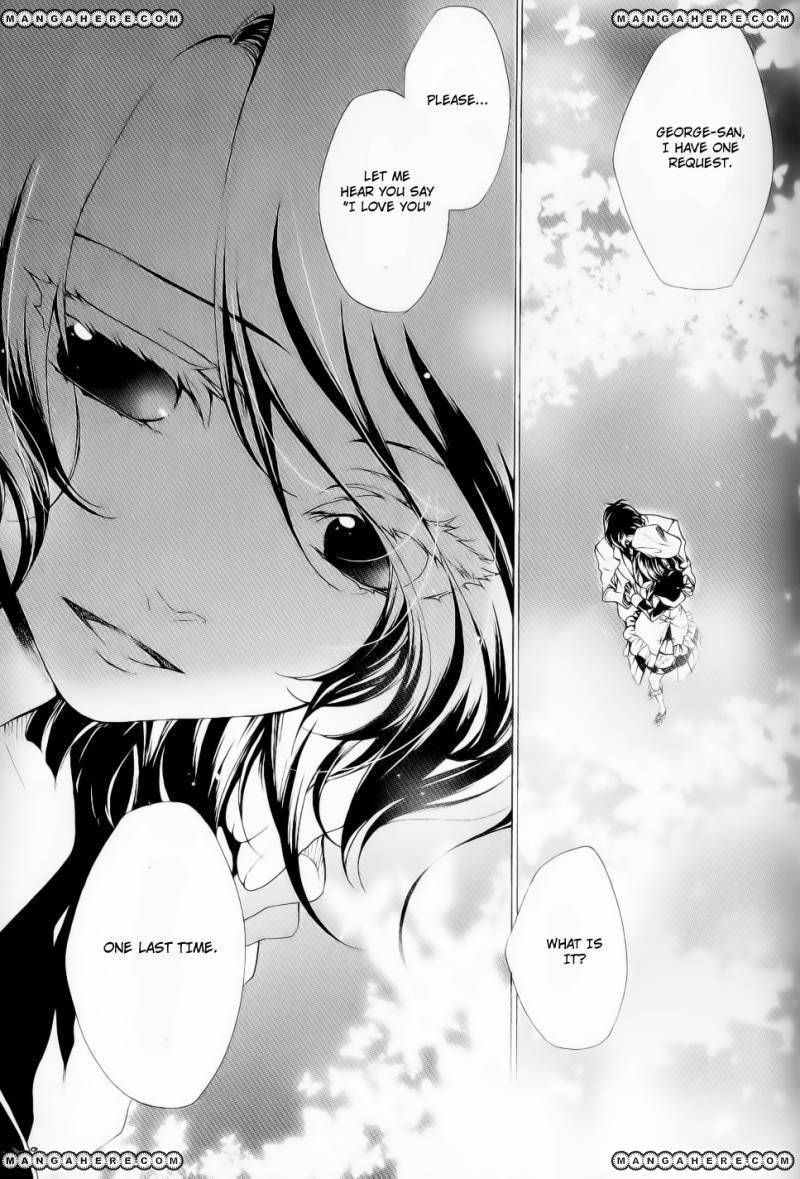 MANGAHERE.COM
MANGAHERE.COM
GEORGE-SAN,
I HAVE ONE
REQUEST.
WHAT IS
IT?
PLEASE...
LET ME
HEAR YOU SAY
"I LOVE YOU"
ONE LAST TIME.
MANGAHERE.COM
MANGAHERE.COM